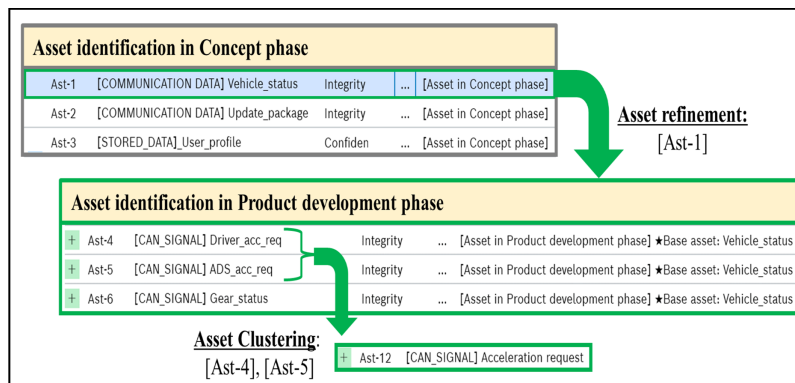 Asset identification in Concept phase
Ast-1 [COMMUNICATION DATA] Vehicle_status Integrity ... [Asset in Concept phase]
Ast-2 [COMMUNICATION DATA] Update_package Integrity ... [Asset in Concept phase]
Ast-3 [STORED_DATA]_User_profile Confiden ... [Asset in Concept phase]
Asset refinement:
[Ast-1]
Asset identification in Product development phase
+ Ast-4 [CAN_SIGNAL] Driver_acc_req Integrity ... [Asset in Product development phase] ★Base asset: Vehicle_status
+ Ast-5 [CAN_SIGNAL] ADS_acc_req Integrity ... [Asset in Product development phase] ★Base asset: Vehicle_status
+ Ast-6 [CAN_SIGNAL] Gear_status Integrity ... [Asset in Product development phase] ★Base asset: Vehicle_status
Asset Clustering:
[Ast-4], [Ast-5]
+ Ast-12 [CAN_SIGNAL] Acceleration request